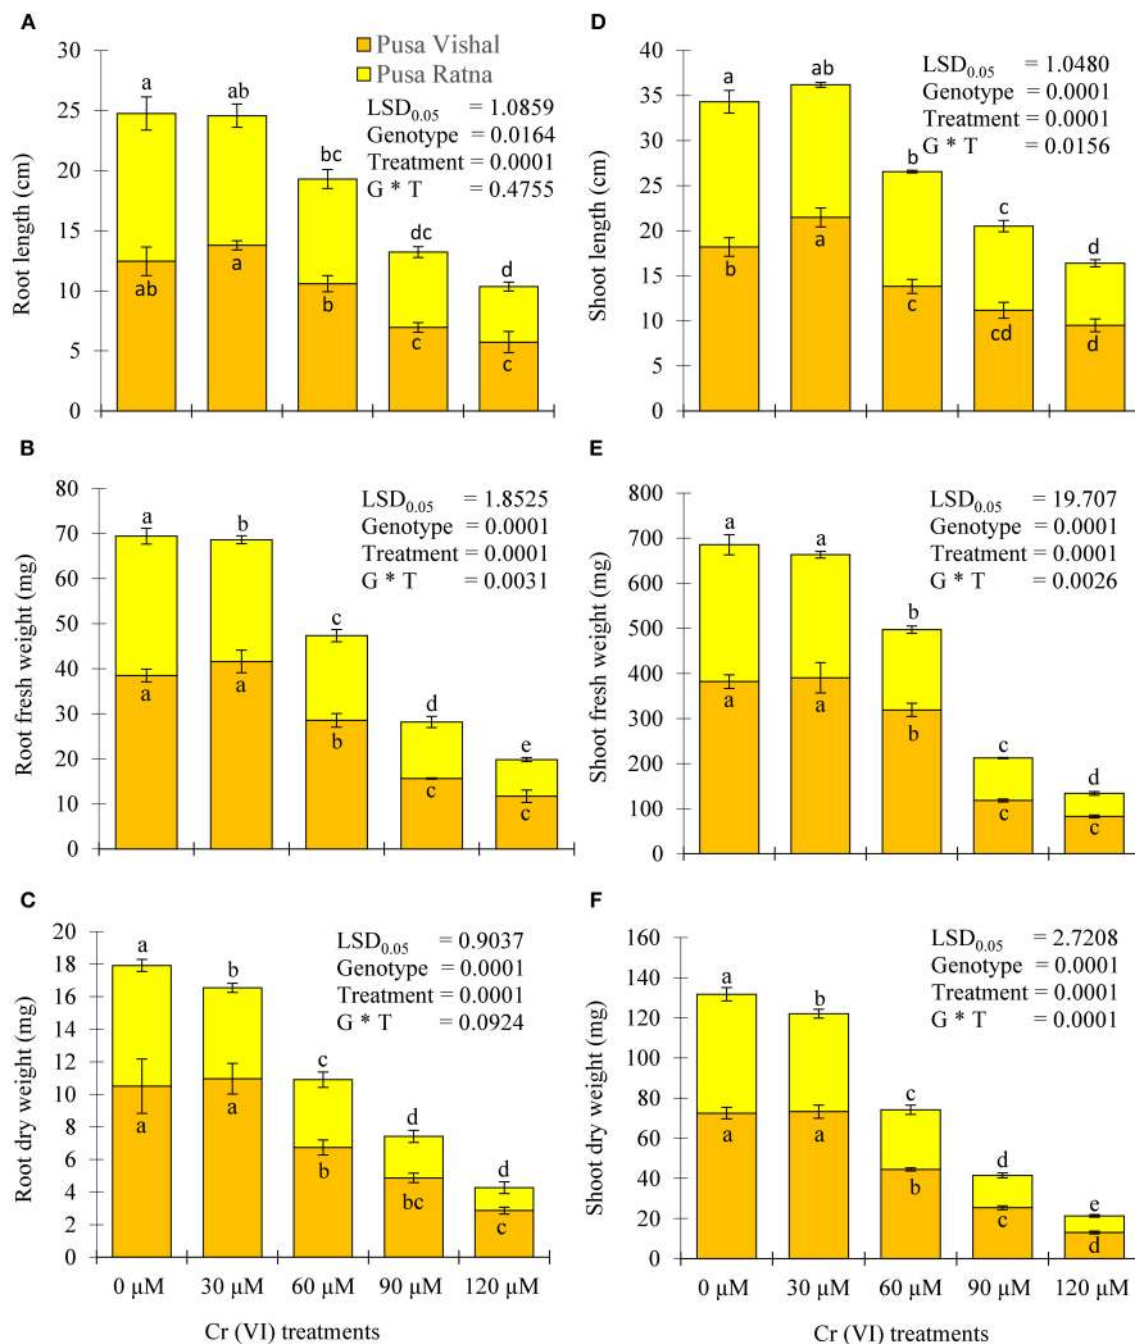 A
Pusa Vishal
Pusa Ratna
LSD0.05 = 1.0859
Genotype = 0.0164
Treatment = 0.0001
G * T = 0.4755
Root length (cm)
30
25
20
15
10
5
0
a
ab
bc
dc
d
ab
a
b
c
c
D
LSD0.05 = 1.0480
Genotype = 0.0001
Treatment = 0.0001
G * T = 0.0156
Shoot length (cm)
40
35
30
25
20
15
10
5
0
a
ab
b
c
d
b
a
c
cd
d
B
LSD0.05 = 1.8525
Genotype = 0.0001
Treatment = 0.0001
G * T = 0.0031
Root fresh weight (mg)
80
70
60
50
40
30
20
10
0
a
b
c
d
e
a
a
b
c
c
E
LSD0.05 = 19.707
Genotype = 0.0001
Treatment = 0.0001
G * T = 0.0026
Shoot fresh weight (mg)
800
700
600
500
400
300
200
100
0
a
a
b
c
d
a
a
b
c
c
C
LSD0.05 = 0.9037
Genotype = 0.0001
Treatment = 0.0001
G * T = 0.0924
Root dry weight (mg)
20
18
16
14
12
10
8
6
4
2
0
a
b
c
d
d
a
a
b
bc
c
0 µM 30 µM 60 µM 90 µM 120 µM
Cr (VI) treatments
F
LSD0.05 = 2.7208
Genotype = 0.0001
Treatment = 0.0001
G * T = 0.0001
Shoot dry weight (mg)
160
140
120
100
80
60
40
20
0
a
b
c
d
e
a
a
b
c
d
0 µM 30 µM 60 µM 90 µM 120 µM
Cr (VI) treatments